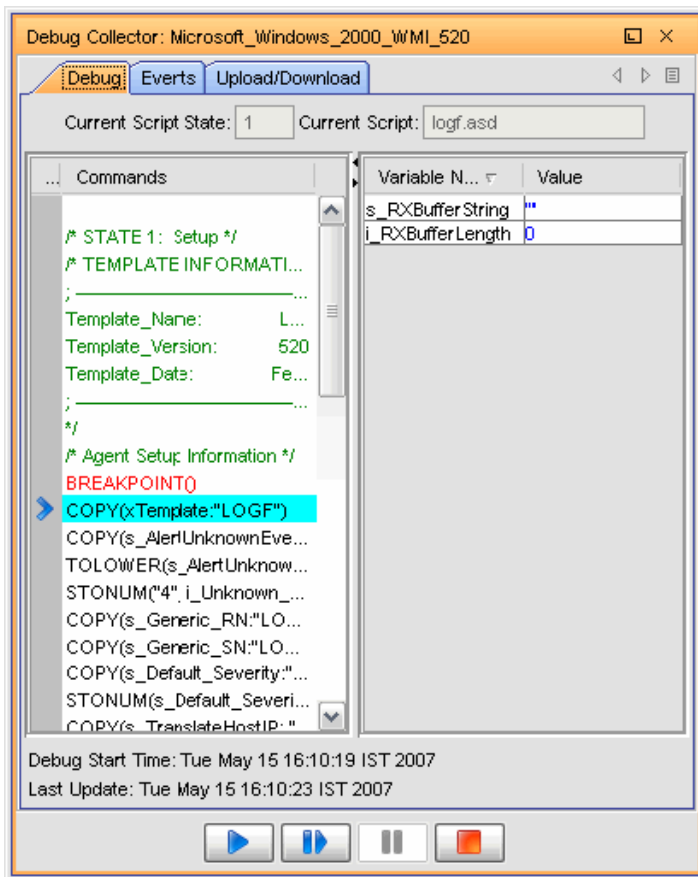 Debug Collector: Microsoft_Windows_2000_WMI_520
Debug Everts Upload/Download
Current Script State: 1 Current Script: logf.asd
... Commands
/* STATE 1: Setup */
/* TEMPLATE INFORMATI...
; ...
Template_Name: L...
Template_Version: 520
Template_Date: Fe...
; ...
*/
/* Agent Setup Information */
BREAKPOINT()
COPY(xTemplate:"LOGF")
COPY(s_AlertUnknownEve...
TOLOWER(s_AlertUnknow...
STONUM("4",i_Unknown_...
COPY(s_Generic_RN:"LO...
COPY(s_Generic_SN:"LO...
COPY(s_Default_Severity:"...
STONUM(s_Default_Severi...
COPY(s_TranslateHostIP: "
Variable N... Value
s_RXBufferString ""
i_RXBufferLength 0
Debug Start Time: Tue May 15 16:10:19 IST 2007
Last Update: Tue May 15 16:10:23 IST 2007